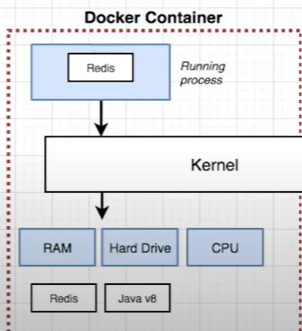 Docker Container
Redis
Running
process
Kernel
RAM
Hard Drive
CPU
Redis
Java v8